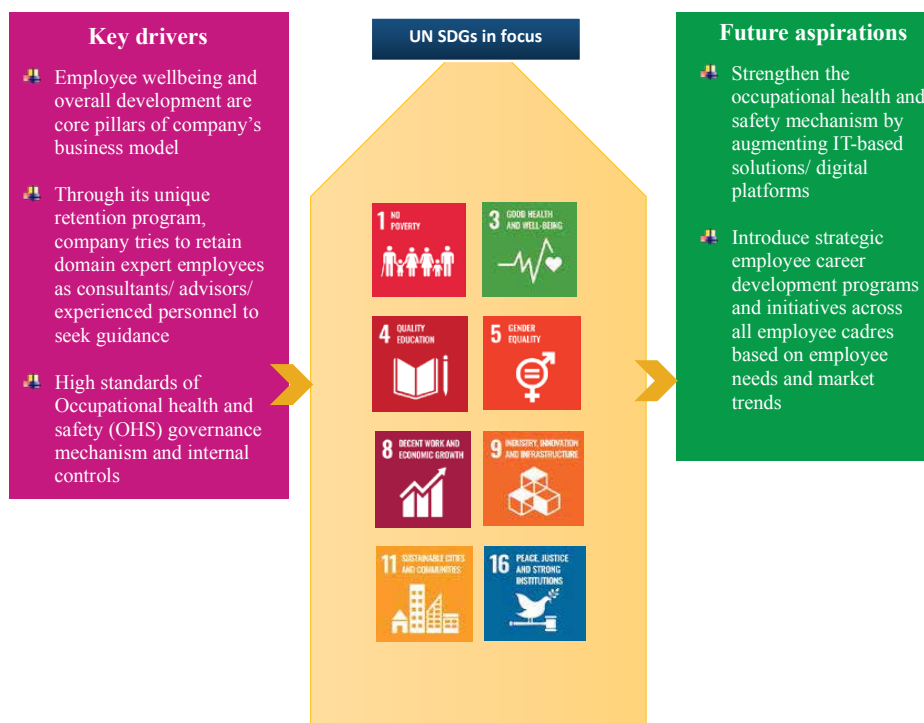 Key drivers
Employee wellbeing and
overall development are
core pillars of company's
business model
Through its unique
retention program,
company tries to retain
domain expert employees
as consultants/ advisors/
experienced personnel to
seek guidance
High standards of
Occupational health and
safety (OHS) governance
mechanism and internal
controls
UN SDGs in focus
1 NO
POVERTY
3 GOOD HEALTH
AND WELL-BEING
4 QUALITY
EDUCATION
5 GENDER
EQUALITY
8 DECENT WORK AND
ECONOMIC GROWTH
9 INDUSTRY, INNOVATION
AND INFRASTRUCTURE
11 SUSTAINABLE CITIES
AND COMMUNITIES
16 PEACE, JUSTICE
AND STRONG
INSTITUTIONS
Future aspirations
Strengthen the
occupational health and
safety mechanism by
augmenting IT-based
solutions/ digital
platforms
Introduce strategic
employee career
development programs
and initiatives across
all employee cadres
based on employee
needs and market
trends